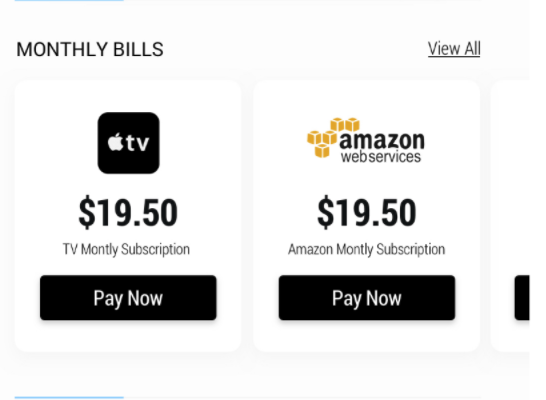 MONTHLY BILLS
View All
tv
amazon
webservices
$19.50
$19.50
TV Montly Subscription
Amazon Montly Subscription
Pay Now
Pay Now